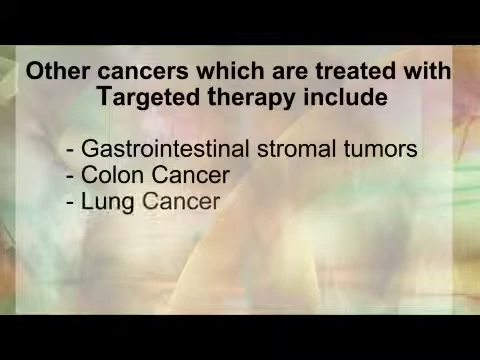 Other cancers which are treated with
Targeted therapy include
- Gastrointestinal stromal tumors
- Colon Cancer
- Lung Cancer